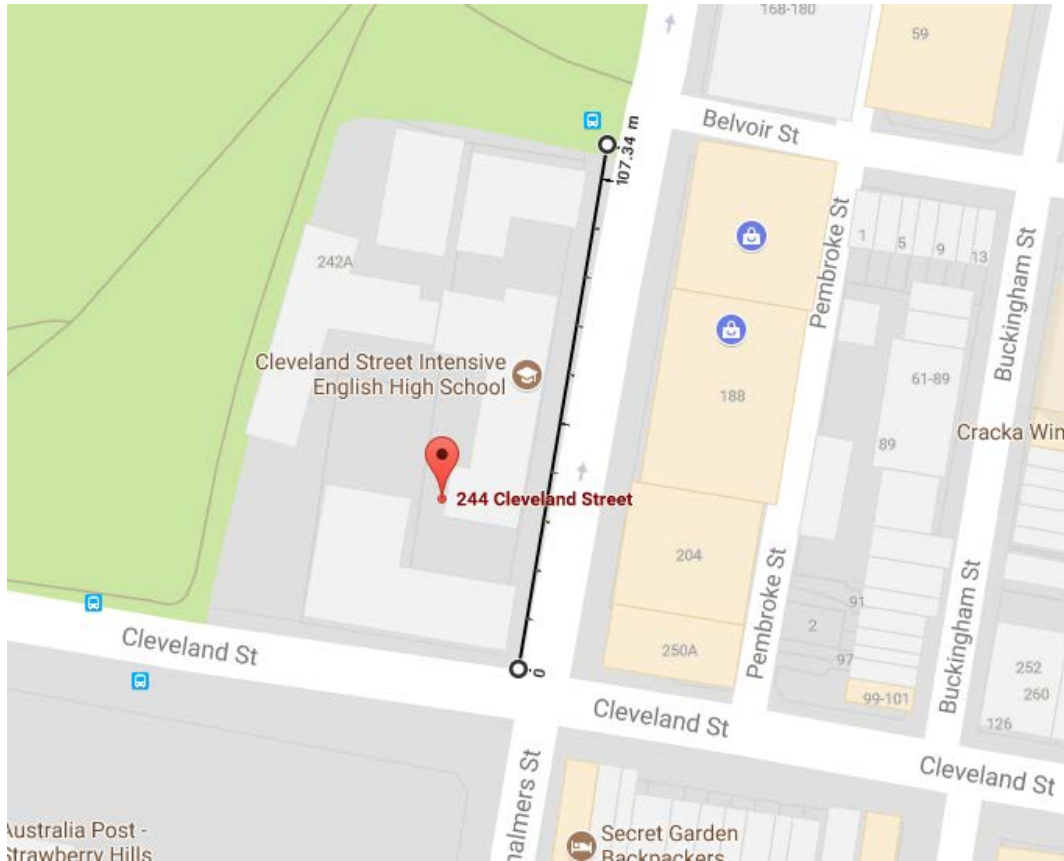 168-180
59
Belvoir St
107.34 m
Pembroke St
1
5
9
13
Buckingham St
242A
Cleveland Street Intensive
English High School
188
61-89
89
Cracka Win
244 Cleveland Street
204
Pembroke St
91
2
97
250A
Buckingham St
99-101
252
260
126
Cleveland St
0
Cleveland St
Cleveland St
halmers St
Australia Post -
Strawberry Hills
Secret Garden
Backpackers